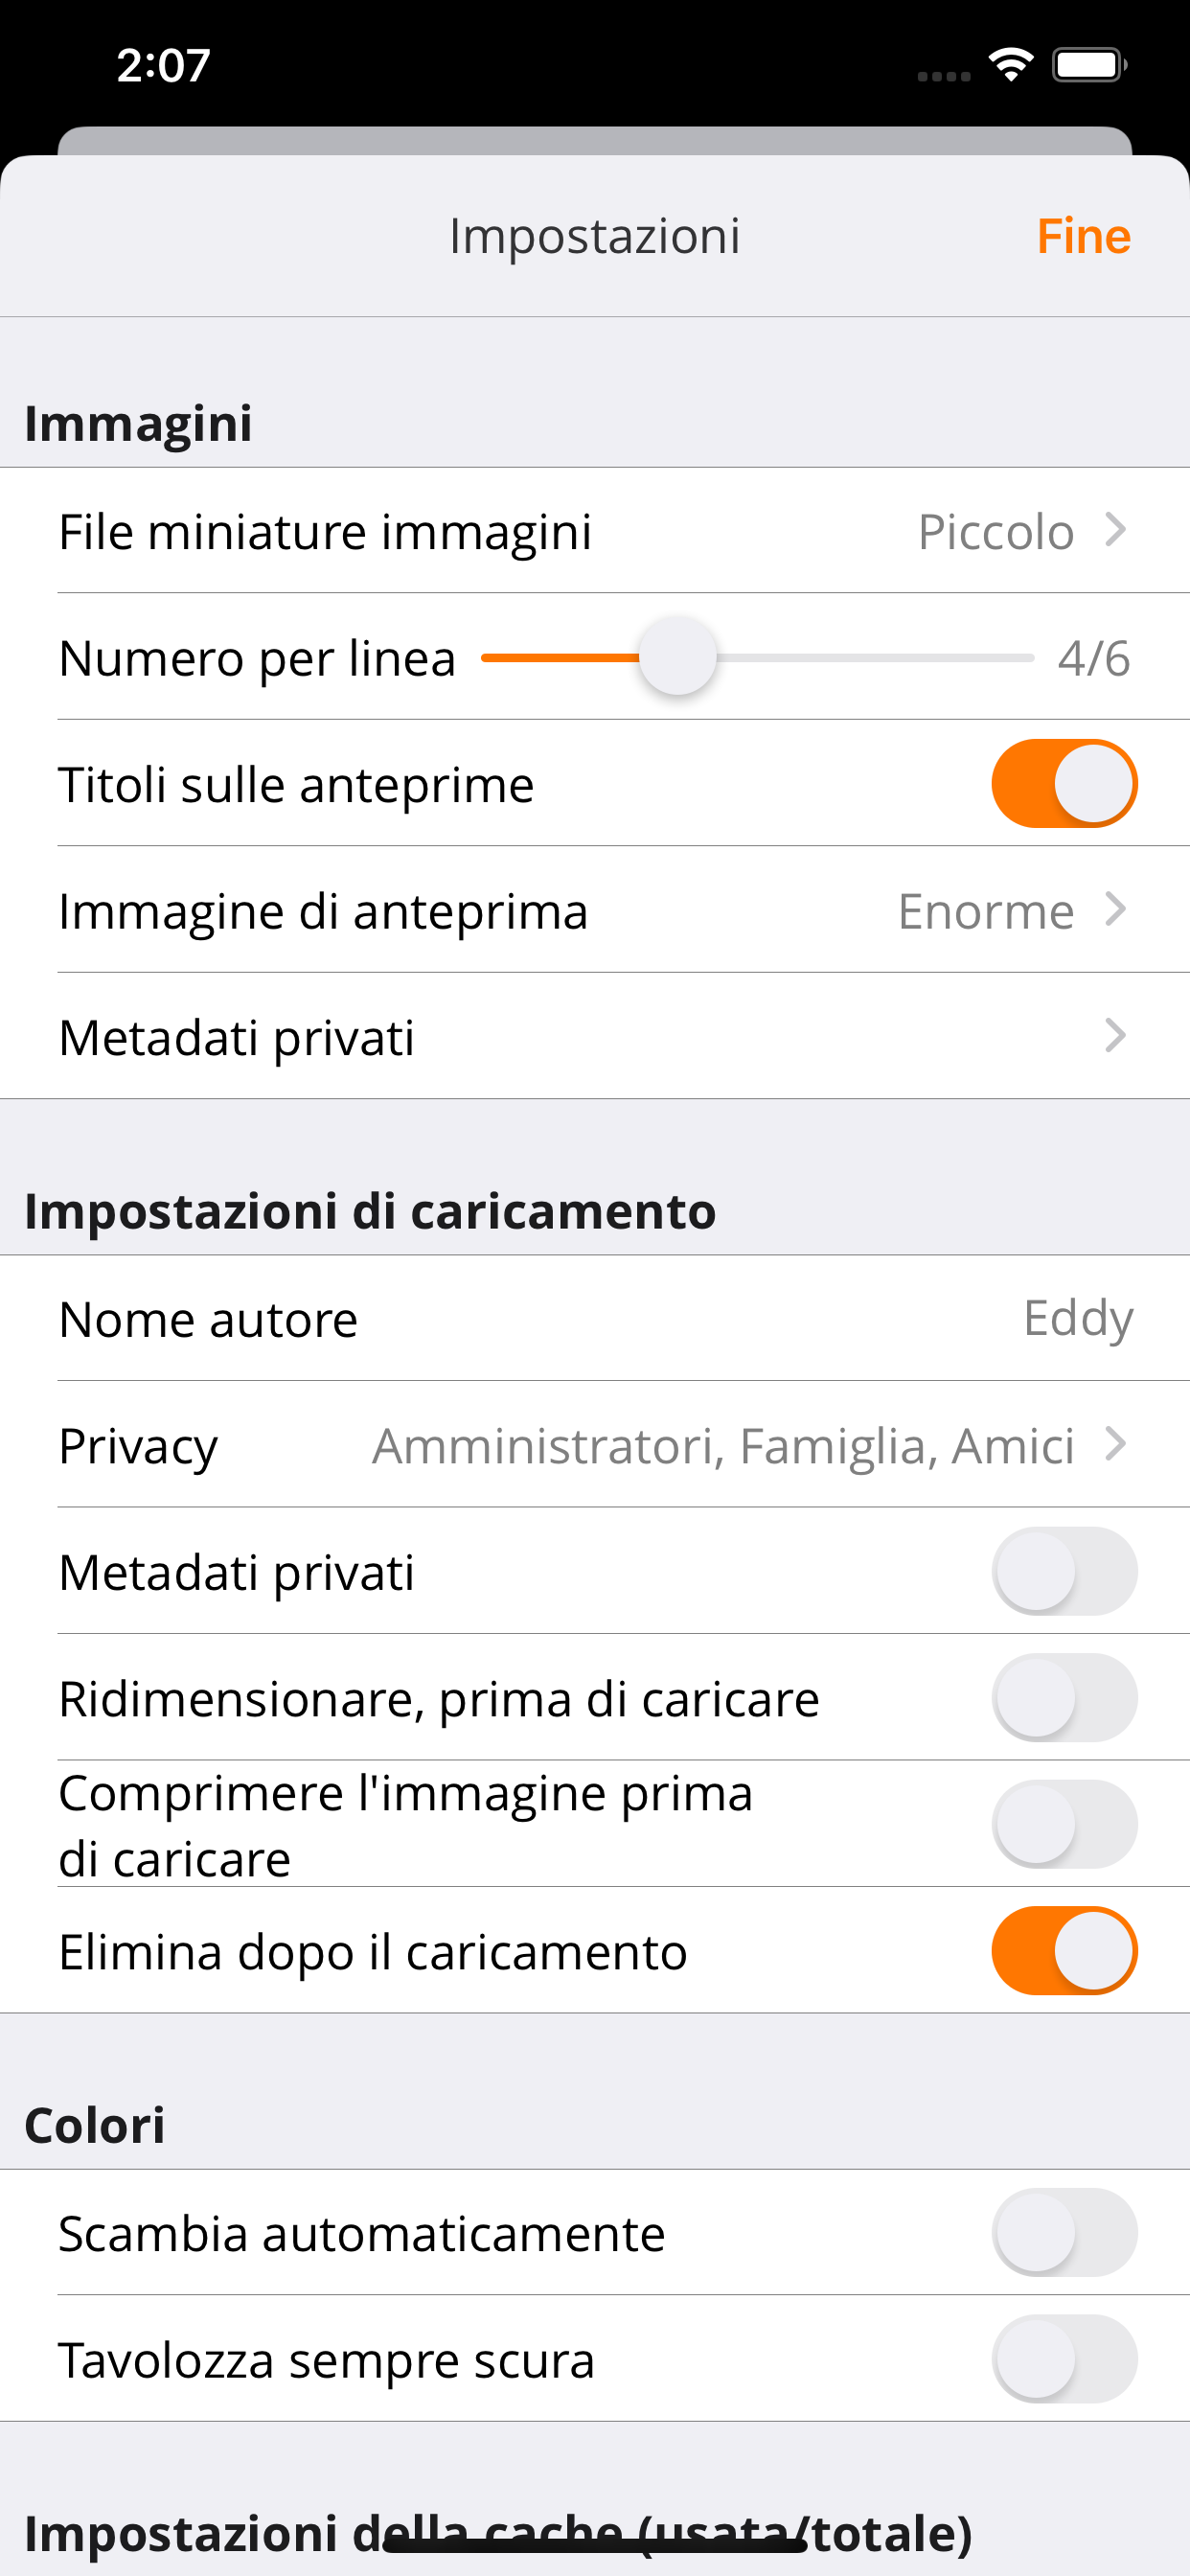 2:07
Impostazioni
Fine
Immagini
File miniature immagini
Piccolo
Numero per linea
4/6
Titoli sulle anteprime
Immagine di anteprima
Enorme
Metadati privati
Impostazioni di caricamento
Nome autore
Eddy
Privacy
Amministratori, Famiglia, Amici
Metadati privati
Ridimensionare, prima di caricare
Comprimere l'immagine prima
di caricare
Elimina dopo il caricamento
Colori
Scambia automaticamente
Tavolozza sempre scura
Impostazioni della cache (usata/totale)